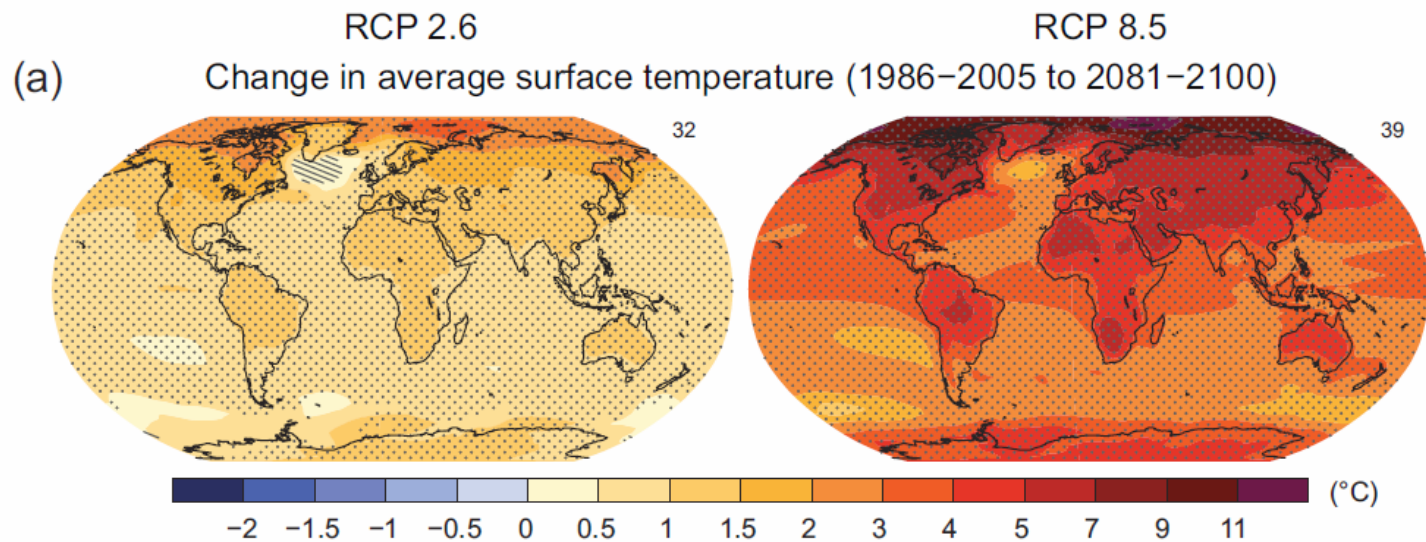 RCP 2.6 RCP 8.5
(a) Change in average surface temperature (1986−2005 to 2081−2100)
32 39
(°C)
−2 −1.5 −1 −0.5 0 0.5 1 1.5 2 3 4 5 7 9 11